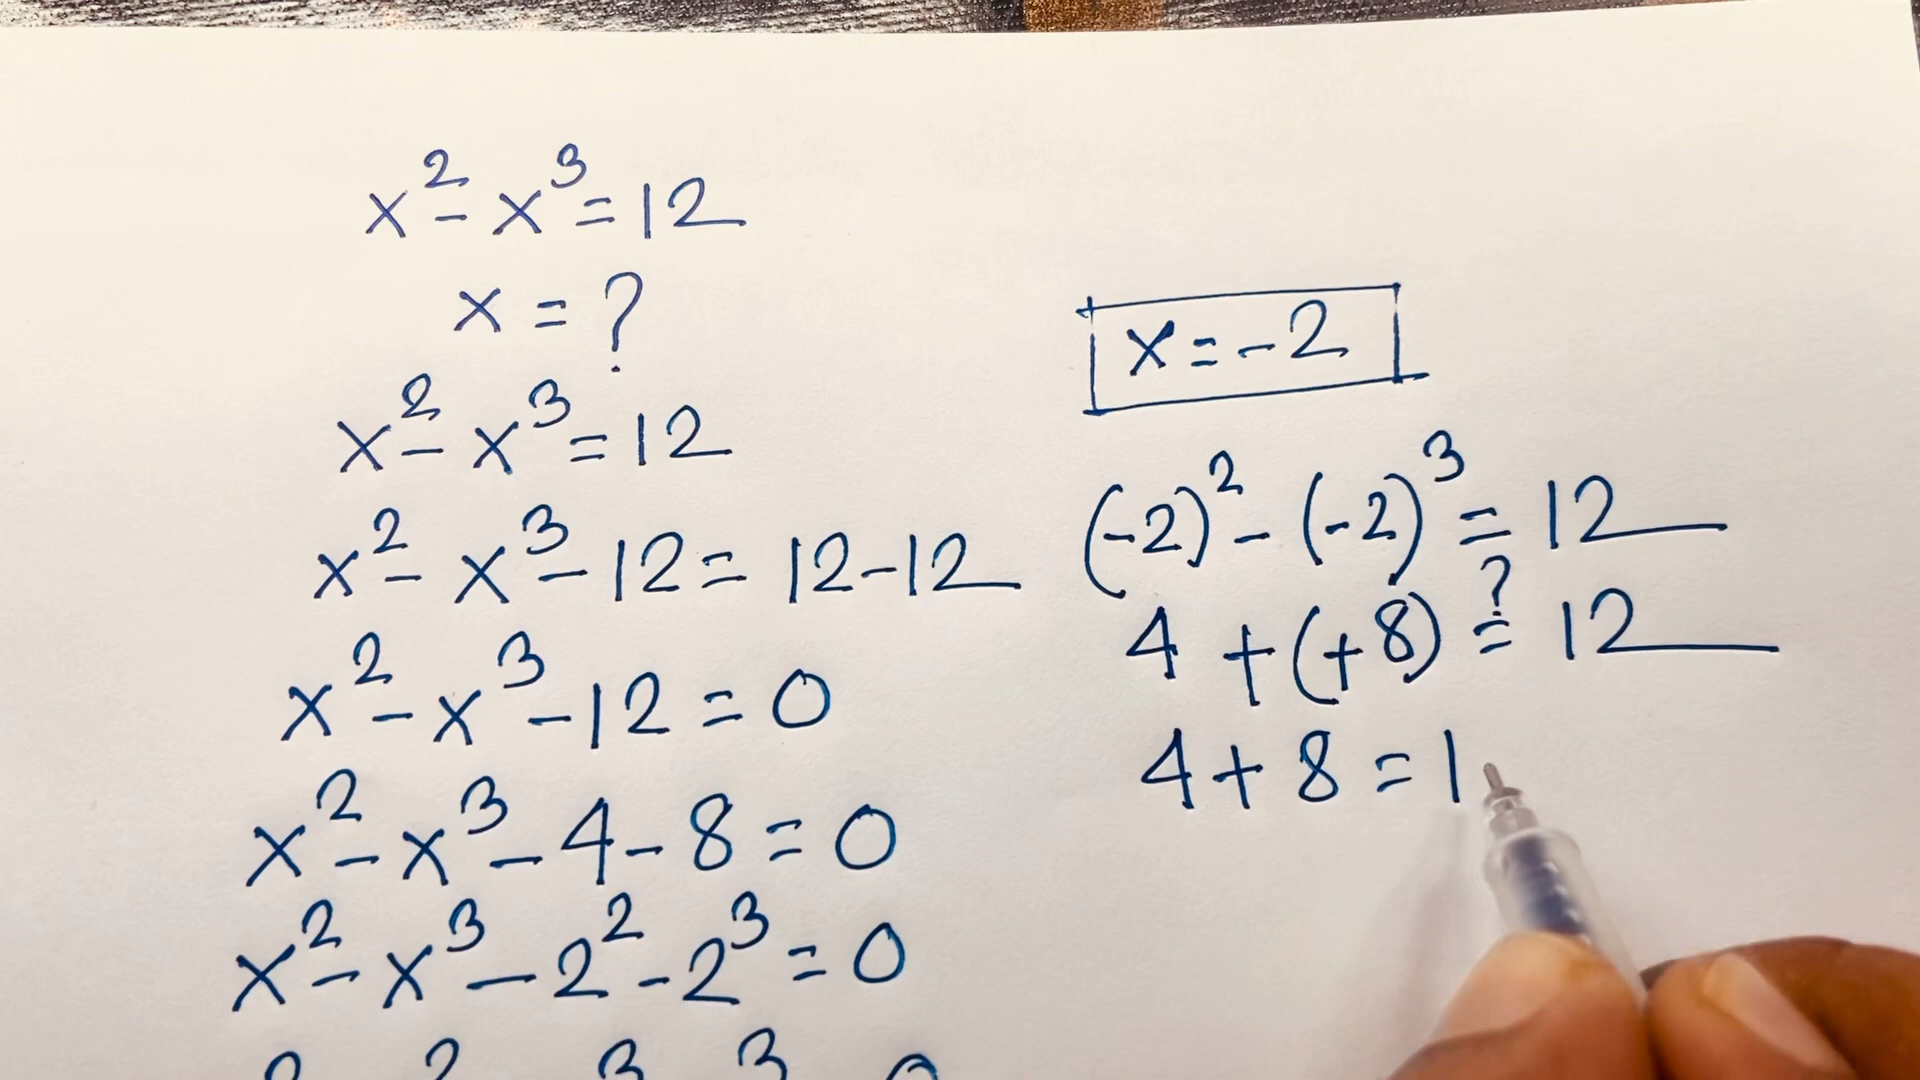 x² - x³ = 12
x = ?
x² - x³ = 12
x² - x³ - 12 = 12 - 12
x² - x³ - 12 = 0
x² - x³ - 4 - 8 = 0
x² - x³ - 2² - 2³ = 0
x = -2
(-2)² - (-2)³ = 12
4 + (+8) ?= 12
4 + 8 = 1